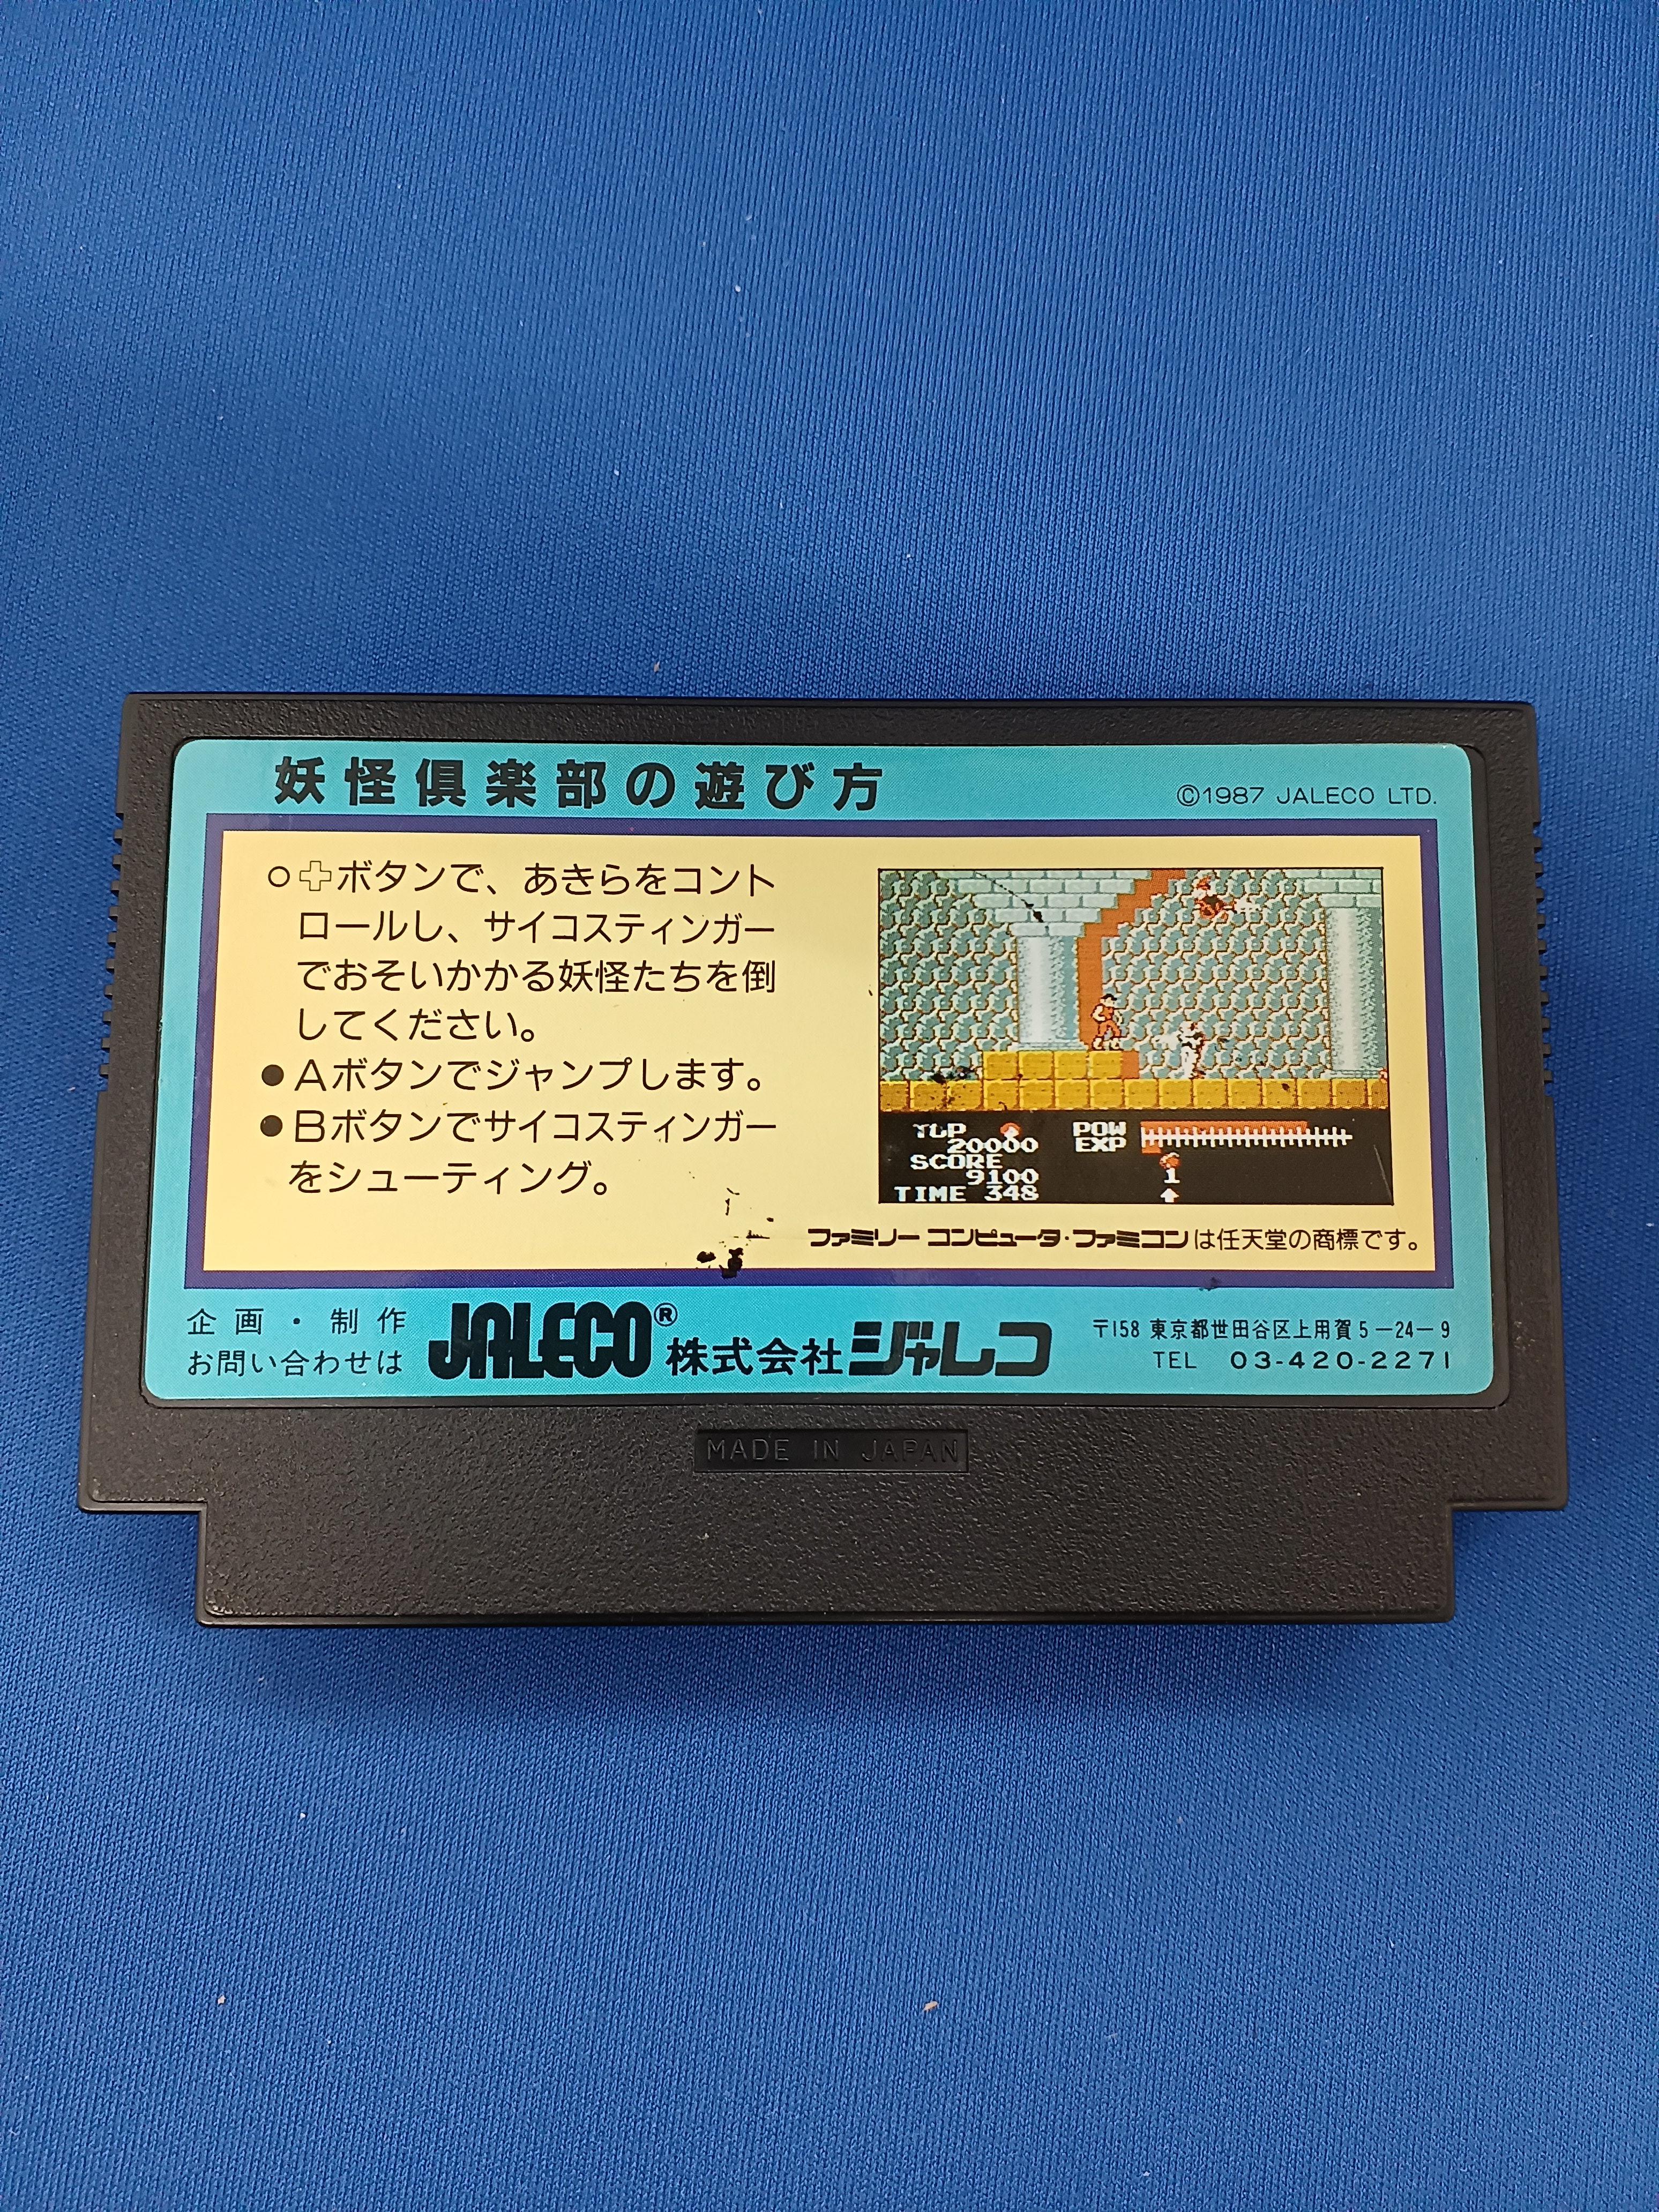 妖怪倶楽部の遊び方
©1987 JALECO LTD.
○✚ボタンで、あきらをコント
ロールし、サイコスティンガー
でおそいかかる妖怪たちを倒
してください。
●Aボタンでジャンプします。
●Bボタンでサイコスティンガー
をシューティング。
TOP
20000
SCORE
9100
TIME 348
POW
EXP
1
ファミリーコンピュータ・ファミコンは任天堂の商標です。
企画・制作
お問い合わせは
JALECO® 株式会社ジャレコ
〒158 東京都世田谷区上用賀5-24-9
TEL 03-420-2271
MADE IN JAPAN